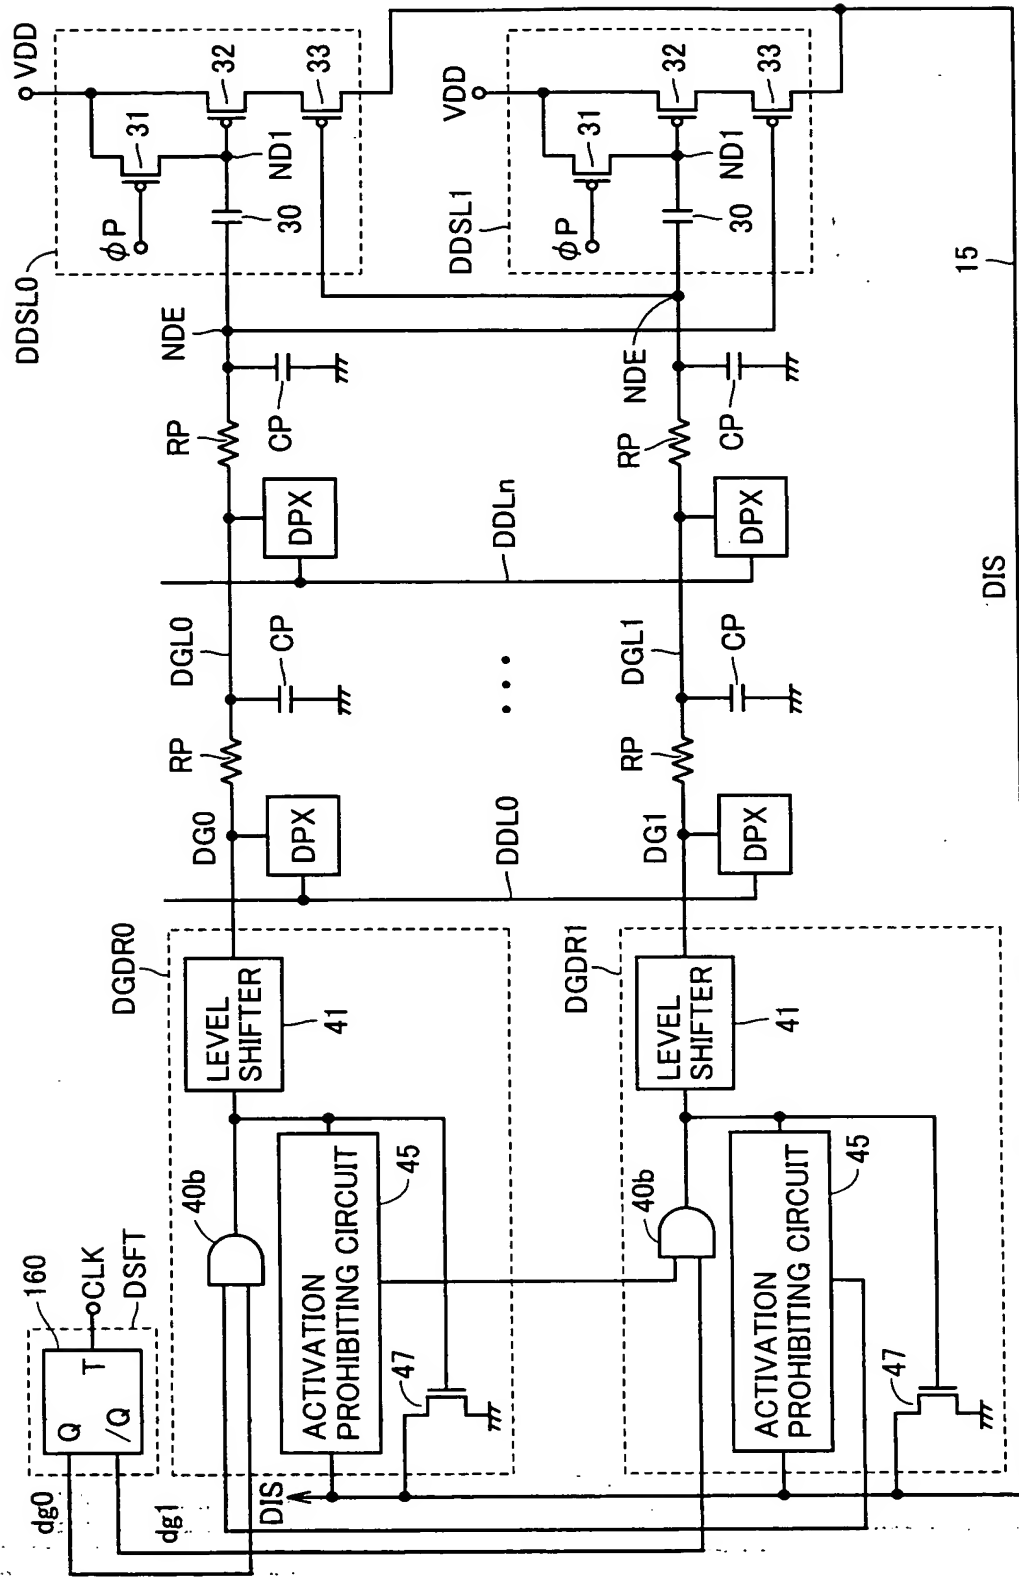 160
Q
/Q
T
CLK
DSFT
dg0
dg1
DGDR0
40b
LEVEL
SHIFTER
41
ACTIVATION
PROHIBITING CIRCUIT
45
47
DIS
DG0
DPX
DDL0
RP
DGL0
CP
DPX
DDLn
RP
CP
NDE
DDSL0
VDD
31
32
33
φP
30
ND1
DGDR1
40b
LEVEL
SHIFTER
41
ACTIVATION
PROHIBITING CIRCUIT
45
47
DG1
DPX
RP
DGL1
CP
DPX
RP
CP
NDE
DDSL1
VDD
31
32
33
φP
30
ND1
DIS
15